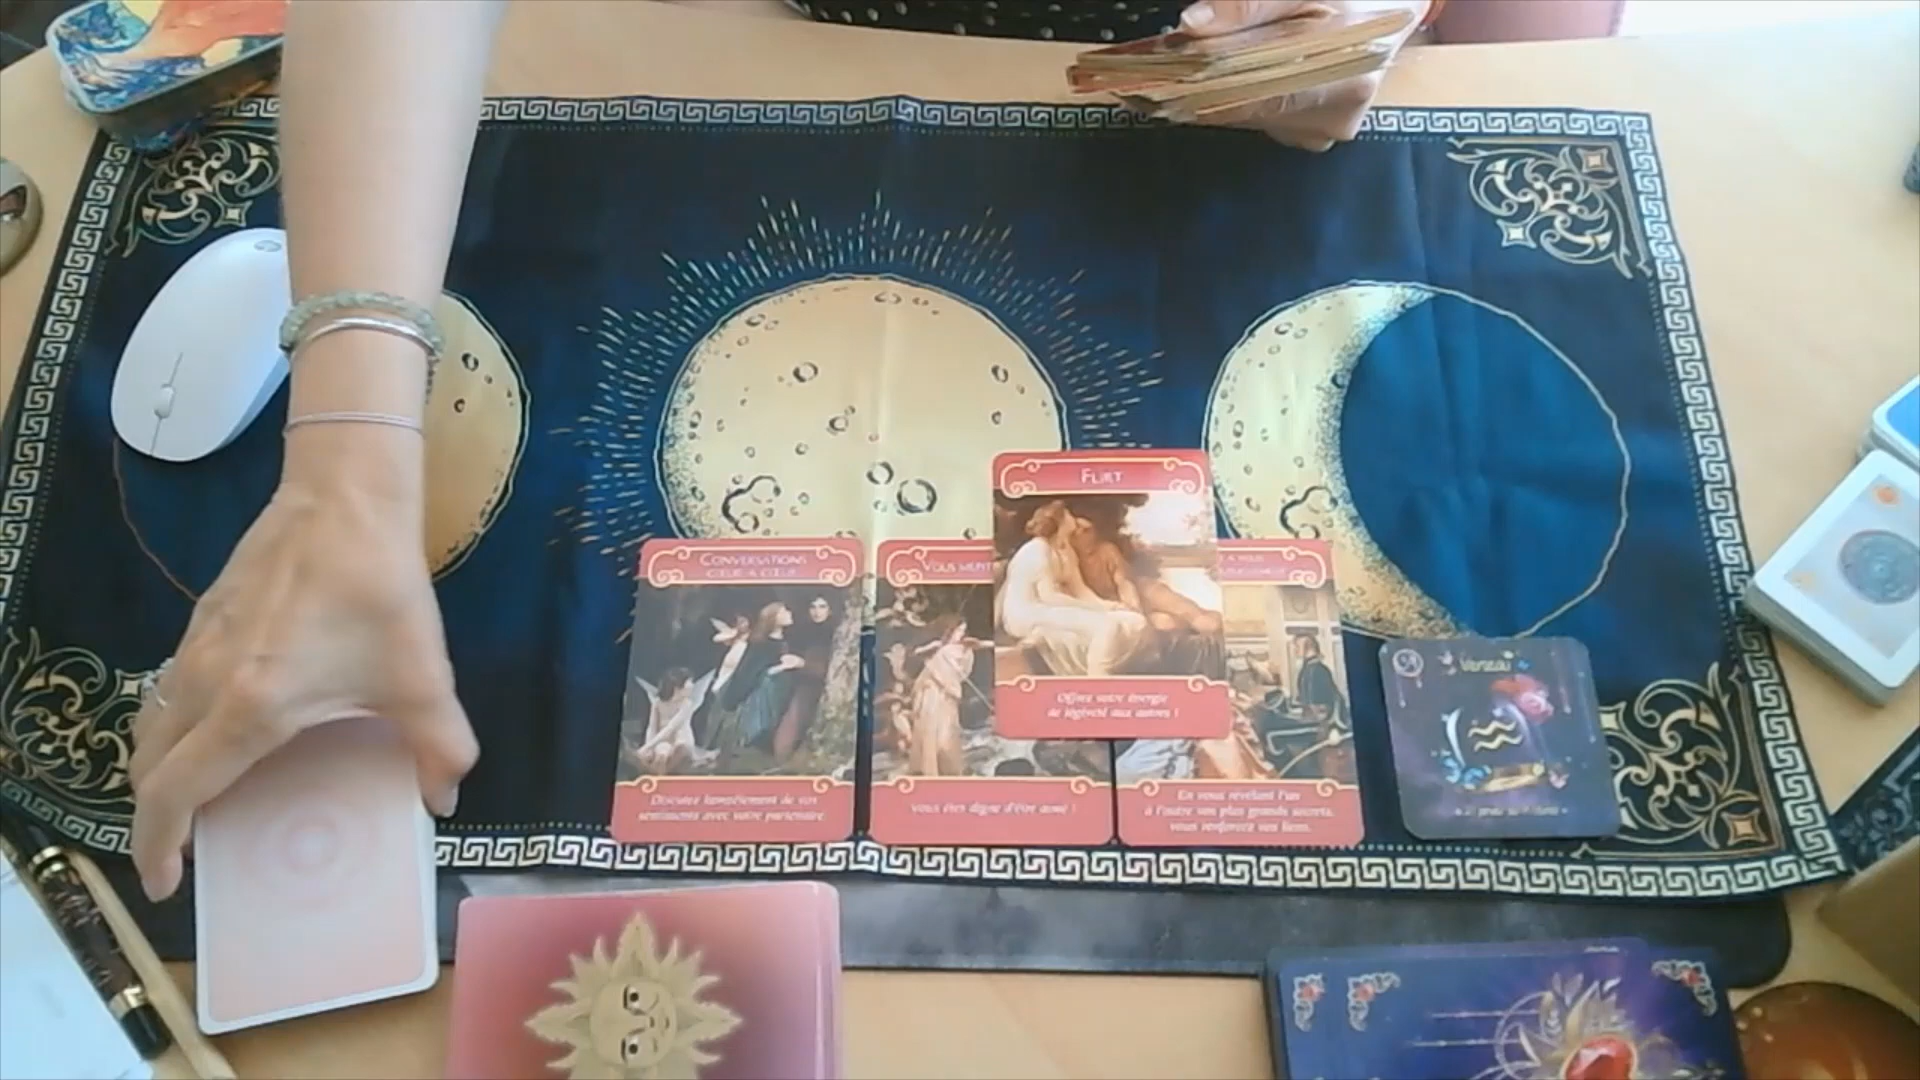 FLIRT
Offrez votre énergie
de légèreté aux autres !
CONVERSATIONS
CŒUR À CŒUR
Discutez honnêtement de vos
sentiments avec votre partenaire.
VOUS MÉRIT
Vous êtes digne d'être aimé !
En vous révélant l'un
à l'autre vos plus grands secrets,
vous renforcez vos liens.
Verseau